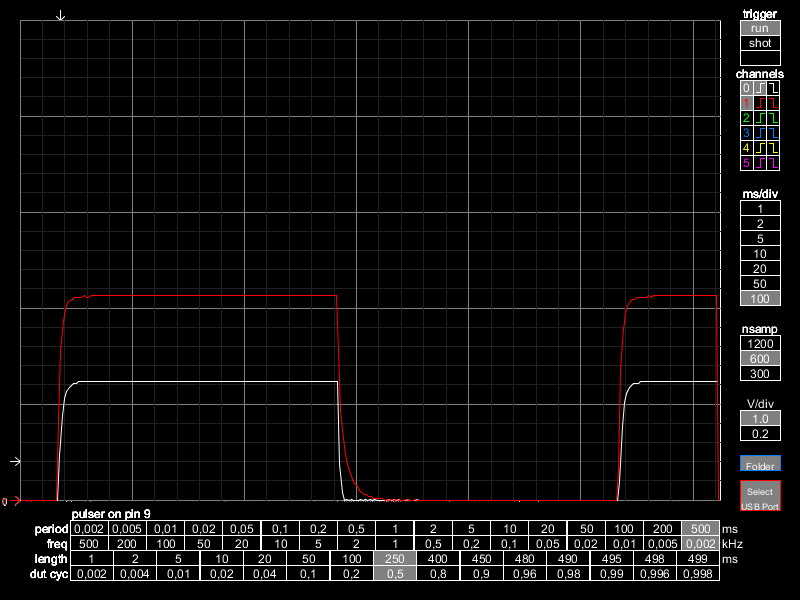 trigger
run
shot
channels
0
1
2
3
4
5
ms/div
1
2
5
10
20
50
100
nsamp
1200
600
300
V/div
1.0
0.2
Folder
Select
USB Port
0
pulser on pin 9
period 0,002 0,005 0,01 0,02 0,05 0,1 0,2 0,5 1 2 5 10 20 50 100 200 500 ms
freq 500 200 100 50 20 10 5 2 1 0,5 0,2 0,1 0,05 0,02 0,01 0,005 0,002 kHz
length 1 2 5 10 20 50 100 250 400 450 480 490 495 498 499 ms
dut cyc 0,002 0,004 0,01 0,02 0,04 0,1 0,2 0,5 0,8 0,9 0,96 0,98 0,99 0,996 0,998